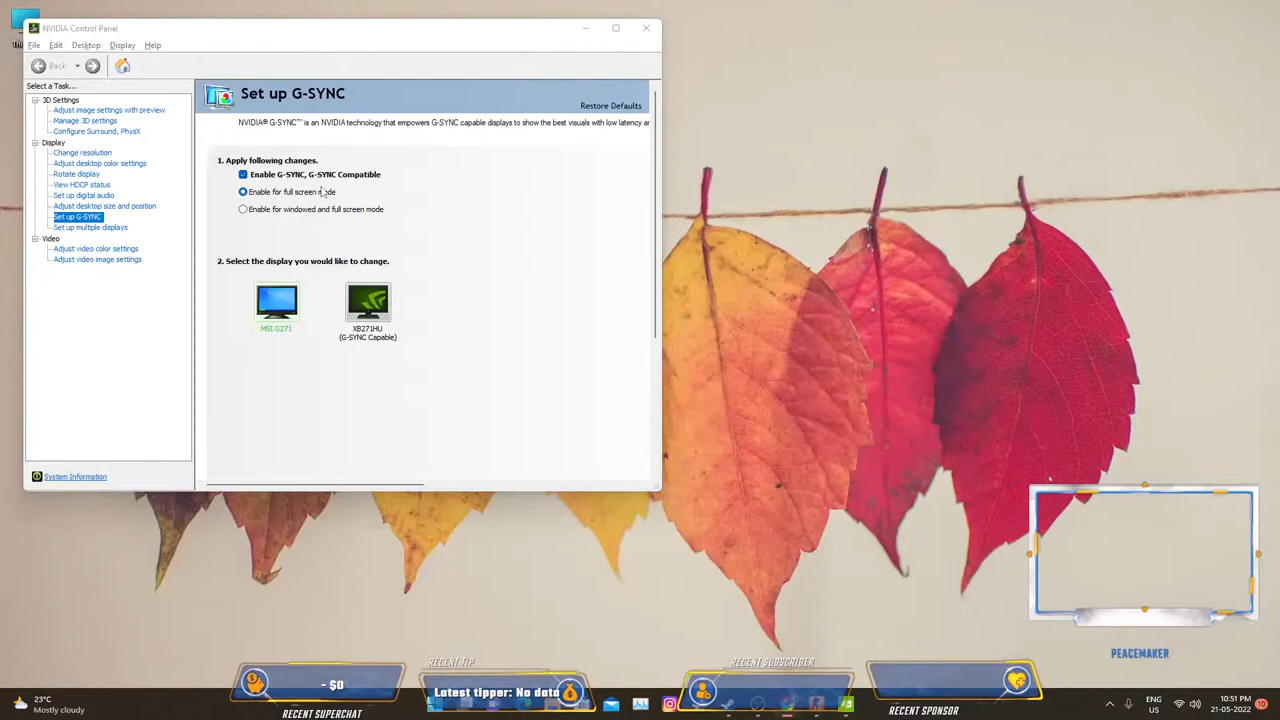 NVIDIA Control Panel
File Edit Desktop Display Help
Back
Select a Task...
3D Settings
Adjust image settings with preview
Manage 3D settings
Configure Surround, PhysX
Display
Change resolution
Adjust desktop color settings
Rotate display
View HDCP status
Set up digital audio
Adjust desktop size and position
Set up G-SYNC
Set up multiple displays
Video
Adjust video color settings
Adjust video image settings
System Information
Set up G-SYNC
Restore Defaults
NVIDIA® G-SYNC™ is an NVIDIA technology that empowers G-SYNC capable displays to show the best visuals with low latency ar
1. Apply following changes.
Enable G-SYNC, G-SYNC Compatible
Enable for full screen mode
Enable for windowed and full screen mode
2. Select the display you would like to change.
MSI G271
XB271HU
(G-SYNC Capable)
PEACEMAKER
RECENT TIP
RECENT SUBSCRIBER
- $0
Latest tipper: No data
RECENT SUPERCHAT
RECENT SPONSOR
23°C
Mostly cloudy
ENG
US
10:51 PM
21-05-2022
10